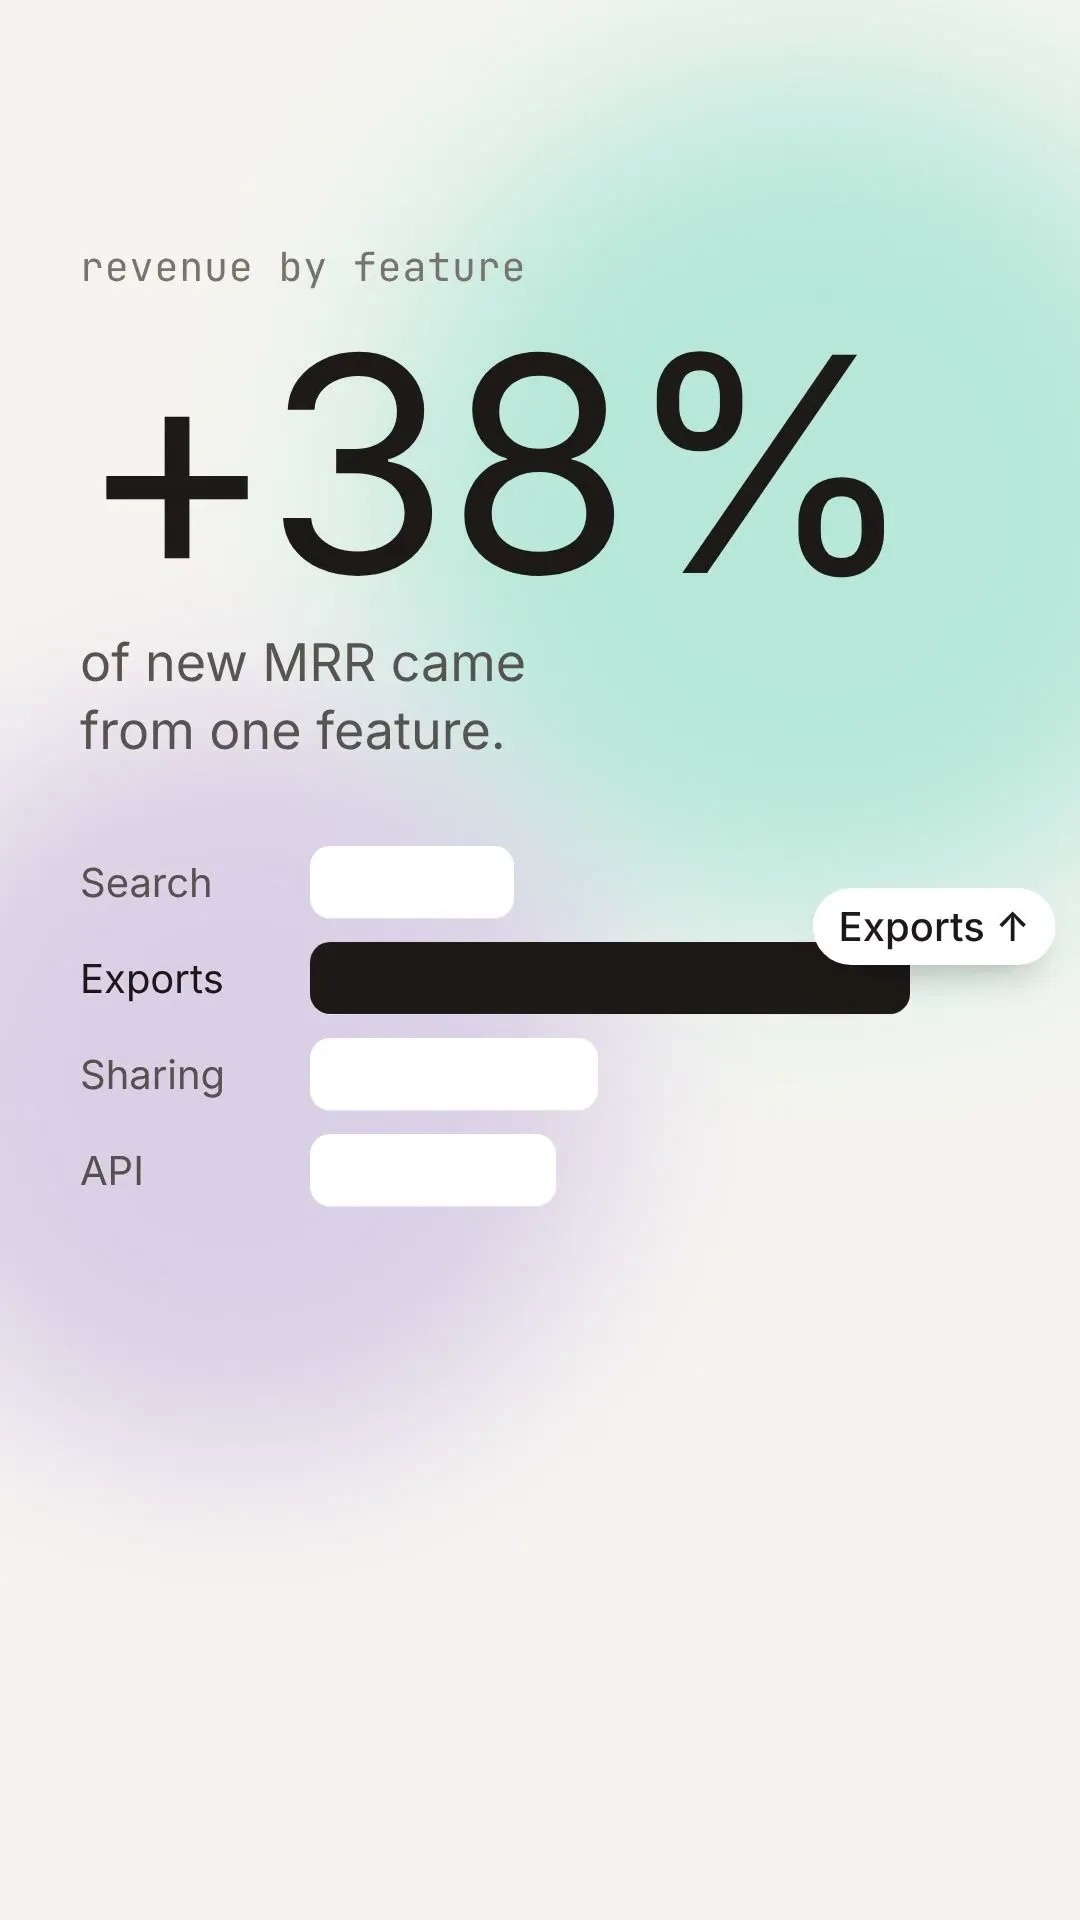 revenue by feature
+38%
of new MRR came
from one feature.
Search
Exports ↑
Exports
Sharing
API